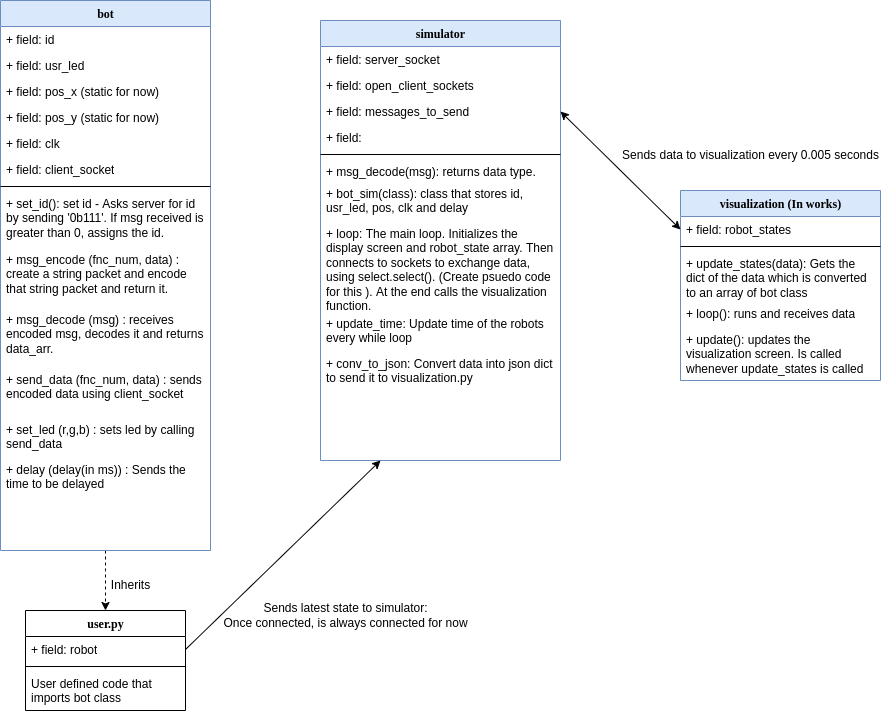 bot
+ field: id
+ field: usr_led
+ field: pos_x (static for now)
+ field: pos_y (static for now)
+ field: clk
+ field: client_socket
+ set_id(): set id - Asks server for id
by sending '0b111'. If msg received is
greater than 0, assigns the id.
+ msg_encode (fnc_num, data) :
create a string packet and encode
that string packet and return it.
+ msg_decode (msg) : receives
encoded msg, decodes it and returns
data_arr.
+ send_data (fnc_num, data) : sends
encoded data using client_socket
+ set_led (r,g,b) : sets led by calling
send_data
+ delay (delay(in ms)) : Sends the
time to be delayed
Inherits
user.py
+ field: robot
User defined code that
imports bot class
simulator
+ field: server_socket
+ field: open_client_sockets
+ field: messages_to_send
+ field:
+ msg_decode(msg): returns data type.
+ bot_sim(class): class that stores id,
usr_led, pos, clk and delay
+ loop: The main loop. Initializes the
display screen and robot_state array. Then
connects to sockets to exchange data,
using select.select(). (Create psuedo code
for this ). At the end calls the visualization
function.
+ update_time: Update time of the robots
every while loop
+ conv_to_json: Convert data into json dict
to send it to visualization.py
Sends latest state to simulator:
Once connected, is always connected for now
Sends data to visualization every 0.005 seconds
visualization (In works)
+ field: robot_states
+ update_states(data): Gets the
dict of the data which is converted
to an array of bot class
+ loop(): runs and receives data
+ update(): updates the
visualization screen. Is called
whenever update_states is called